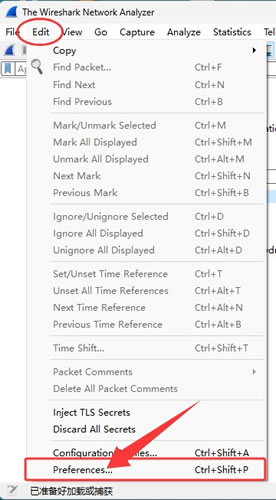 The Wireshark Network Analyzer
File Edit View Go Capture Analyze Statistics
Copy
Find Packet... Ctrl+F
Find Next Ctrl+N
Find Previous Ctrl+B
Mark/Unmark Selected Ctrl+M
Mark All Displayed Ctrl+Shift+M
Unmark All Displayed Ctrl+Alt+M
Next Mark Ctrl+Shift+N
Previous Mark Ctrl+Shift+B
Ignore/Unignore Selected Ctrl+D
Ignore All Displayed Ctrl+Shift+D
Unignore All Displayed Ctrl+Alt+D
Set/Unset Time Reference Ctrl+T
Unset All Time References Ctrl+Alt+T
Next Time Reference Ctrl+Alt+N
Previous Time Reference Ctrl+Alt+B
Time Shift... Ctrl+Shift+T
Packet Comments
Delete All Packet Comments
Inject TLS Secrets
Discard All Secrets
Ctrl+Shift+A
Preferences... Ctrl+Shift+P
已准备好加载或捕获